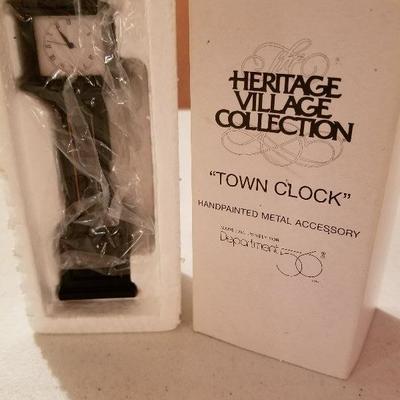 The
HERITAGE
VILLAGE
COLLECTION
"TOWN CLOCK"
HANDPAINTED METAL ACCESSORY
Department 56®